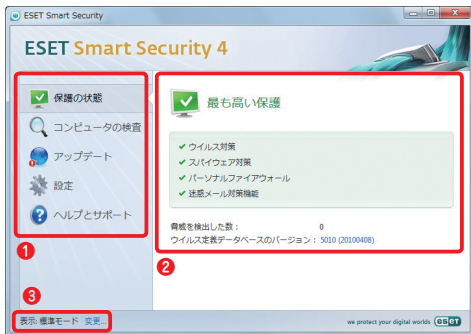 ESET Smart Security
ESET Smart Security 4
保護の状態
コンピュータの検査
アップデート
設定
ヘルプとサポート
1
最も高い保護
ウイルス対策
スパイウェア対策
パーソナルファイアウォール
迷惑メール対策機能
脅威を検出した数： 0
ウイルス定義データベースのバージョン： 5010 (20100408)
2
3
表示: 標準モード 変更...
we protect your digital worlds eset